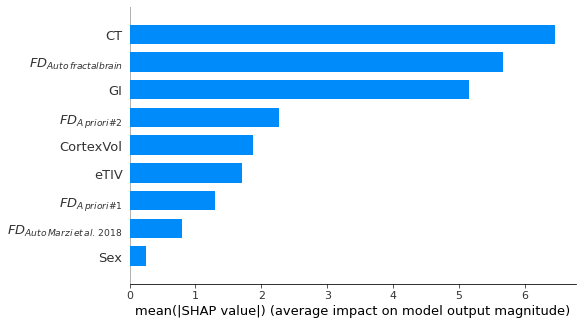 CT
FD_Auto fractalbrain
GI
FD_A priori#2
CortexVol
eTIV
FD_A priori#1
FD_Auto Marzi et al. 2018
Sex
0 1 2 3 4 5 6
mean(|SHAP value|) (average impact on model output magnitude)